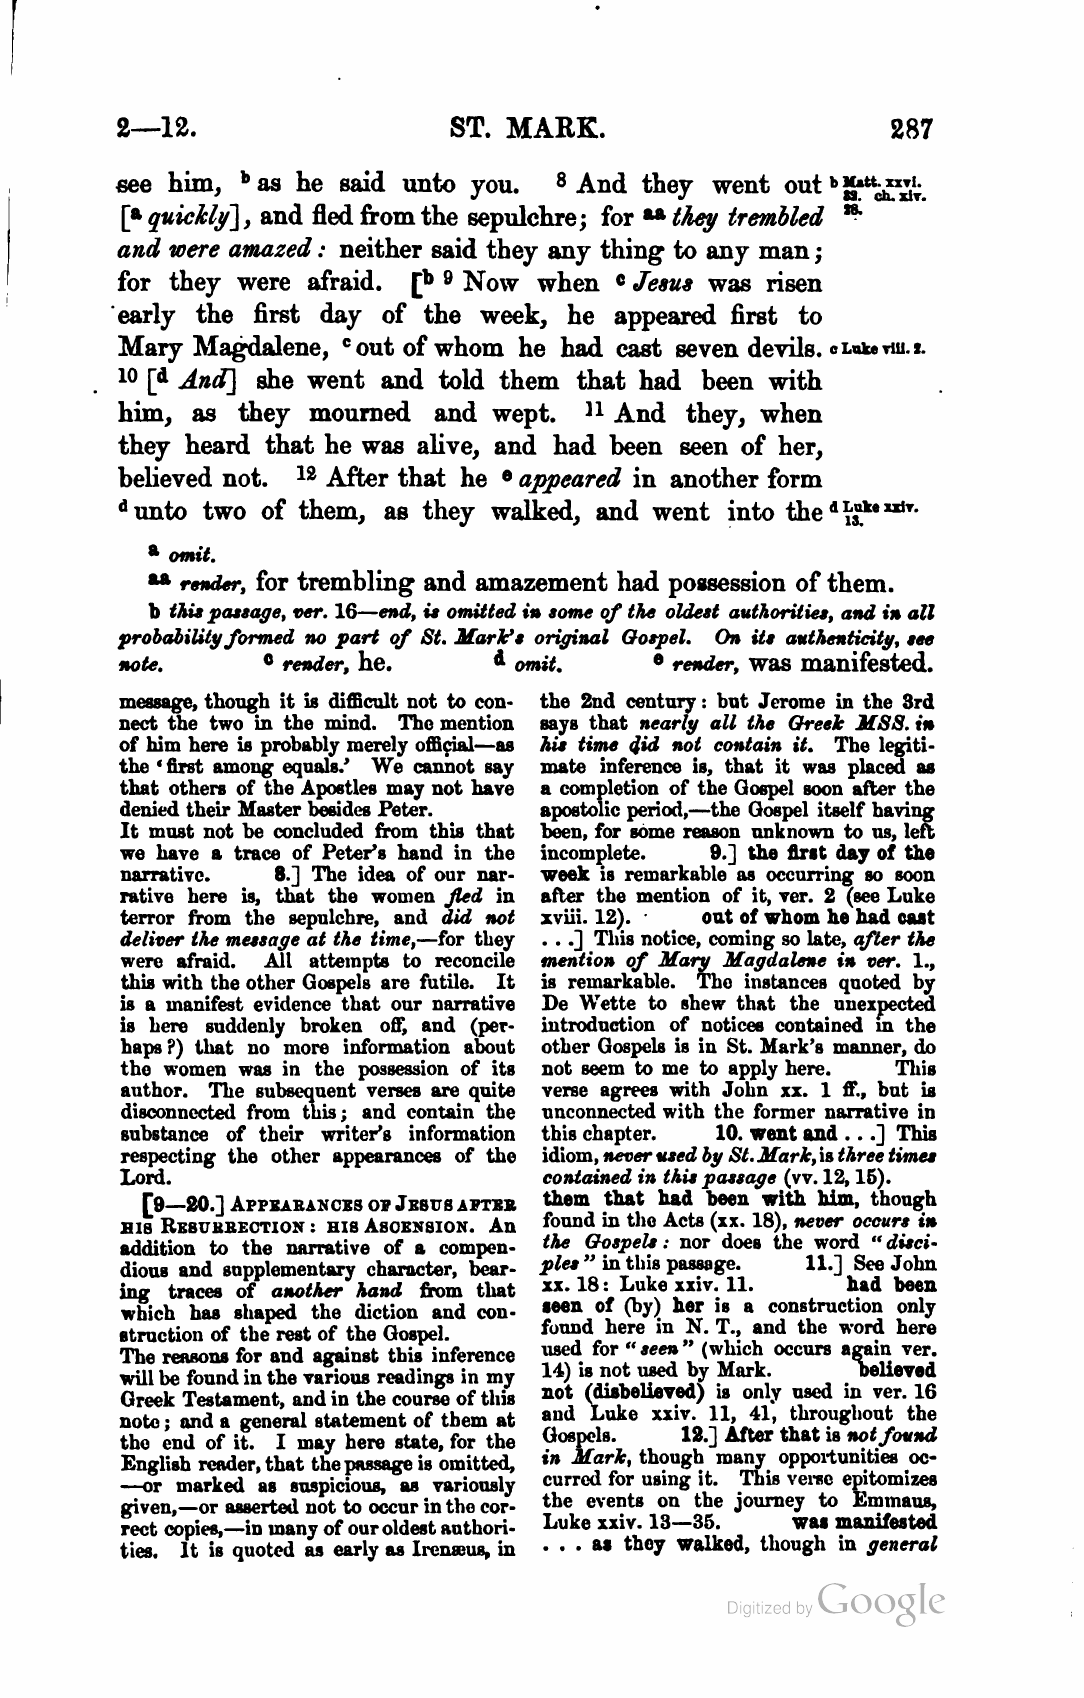 2—12. ST. MARK. 287
see him, b as he said unto you. 8 And they went out
[a quickly], and fled from the sepulchre; for aa they trembled
and were amazed : neither said they any thing to any man ;
for they were afraid. [b 9 Now when c Jesus was risen
early the first day of the week, he appeared first to
Mary Magdalene, c out of whom he had cast seven devils.
10 [d And] she went and told them that had been with
him, as they mourned and wept. 11 And they, when
they heard that he was alive, and had been seen of her,
believed not. 12 After that he e appeared in another form
d unto two of them, as they walked, and went into the
b Matt. xxvi.
32. ch. xiv.
28.
c Luke viii. 2.
d Luke xxiv.
13.
a omit.
aa render, for trembling and amazement had possession of them.
b this passage, ver. 16—end, is omitted in some of the oldest authorities, and in all
probability formed no part of St. Mark's original Gospel. On its authenticity, see
note. c render, he. d omit. e render, was manifested.
message, though it is difficult not to con-
nect the two in the mind. The mention
of him here is probably merely official—as
the 'first among equals.' We cannot say
that others of the Apostles may not have
denied their Master besides Peter.
It must not be concluded from this that
we have a trace of Peter's hand in the
narrative. 8.] The idea of our nar-
rative here is, that the women fled in
terror from the sepulchre, and did not
deliver the message at the time,—for they
were afraid. All attempts to reconcile
this with the other Gospels are futile. It
is a manifest evidence that our narrative
is here suddenly broken off, and (per-
haps ?) that no more information about
the women was in the possession of its
author. The subsequent verses are quite
disconnected from this ; and contain the
substance of their writer's information
respecting the other appearances of the
Lord.
[9—20.] APPEARANCES OF JESUS AFTER
HIS RESURRECTION : HIS ASCENSION. An
addition to the narrative of a compen-
dious and supplementary character, bear-
ing traces of another hand from that
which has shaped the diction and con-
struction of the rest of the Gospel.
The reasons for and against this inference
will be found in the various readings in my
Greek Testament, and in the course of this
note ; and a general statement of them at
the end of it. I may here state, for the
English reader, that the passage is omitted,
—or marked as suspicious, as variously
given,—or asserted not to occur in the cor-
rect copies,—in many of our oldest authori-
ties. It is quoted as early as Irenæus, in
the 2nd century : but Jerome in the 3rd
says that nearly all the Greek MSS. in
his time did not contain it. The legiti-
mate inference is, that it was placed as
a completion of the Gospel soon after the
apostolic period,—the Gospel itself having
been, for some reason unknown to us, left
incomplete. 9.] the first day of the
week is remarkable as occurring so soon
after the mention of it, ver. 2 (see Luke
xviii. 12). out of whom he had cast
. . .] This notice, coming so late, after the
mention of Mary Magdalene in ver. 1.,
is remarkable. The instances quoted by
De Wette to shew that the unexpected
introduction of notices contained in the
other Gospels is in St. Mark's manner, do
not seem to me to apply here. This
verse agrees with John xx. 1 ff., but is
unconnected with the former narrative in
this chapter. 10. went and . . .] This
idiom, never used by St. Mark, is three times
contained in this passage (vv. 12, 15).
them that had been with him, though
found in the Acts (xx. 18), never occurs in
the Gospels : nor does the word "disci-
ples" in this passage. 11.] See John
xx. 18 : Luke xxiv. 11. had been
seen of (by) her is a construction only
found here in N. T., and the word here
used for "seen" (which occurs again ver.
14) is not used by Mark. believed
not (disbelieved) is only used in ver. 16
and Luke xxiv. 11, 41, throughout the
Gospels. 12.] After that is not found
in Mark, though many opportunities oc-
curred for using it. This verse epitomizes
the events on the journey to Emmaus,
Luke xxiv. 13—35. was manifested
. . . as they walked, though in general
Digitized by Google